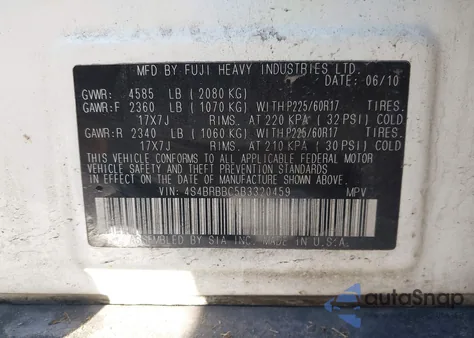 MFD BY FUJI HEAVY INDUSTRIES LTD.
DATE: 06/10
GVWR: 4585 LB ( 2080 KG)
GAWR:F 2360 LB ( 1070 KG) WITH P225/60R17 TIRES.
17X7J RIMS. AT 220 KPA ( 32 PSI) COLD
GAWR:R 2340 LB ( 1060 KG) WITH P225/60R17 TIRES.
17X7J RIMS. AT 210 KPA ( 30 PSI) COLD
THIS VEHICLE CONFORMS TO ALL APPLICABLE FEDERAL MOTOR
VEHICLE SAFETY AND THEFT PREVENTION STANDARDS
IN EFFECT ON THE DATE OF MANUFACTURE SHOWN ABOVE.
VIN: 4S4BRBBC5B3320459 MPV
ASSEMBLED BY SIA INC. MADE IN U.S.A.
autoSnap